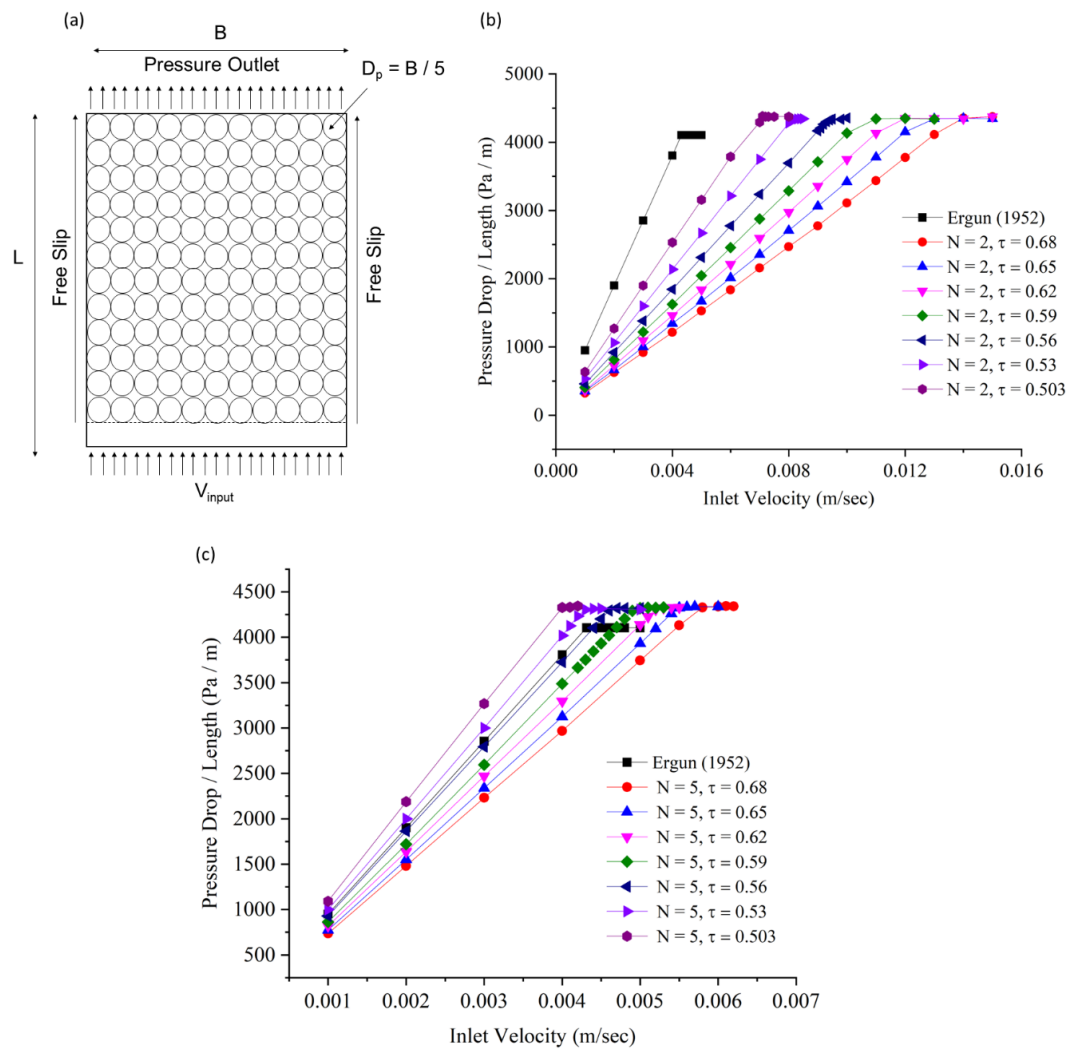 (a)
B
Pressure Outlet
Dp = B / 5
L
Free Slip
Free Slip
Vinput
(b)
Pressure Drop / Length (Pa / m)
5000
4000
3000
2000
1000
0
0.000
0.004
0.008
0.012
0.016
Inlet Velocity (m/sec)
Ergun (1952)
N = 2, τ = 0.68
N = 2, τ = 0.65
N = 2, τ = 0.62
N = 2, τ = 0.59
N = 2, τ = 0.56
N = 2, τ = 0.53
N = 2, τ = 0.503
(c)
Pressure Drop / Length (Pa / m)
4500
4000
3500
3000
2500
2000
1500
1000
500
0.001
0.002
0.003
0.004
0.005
0.006
0.007
Inlet Velocity (m/sec)
Ergun (1952)
N = 5, τ = 0.68
N = 5, τ = 0.65
N = 5, τ = 0.62
N = 5, τ = 0.59
N = 5, τ = 0.56
N = 5, τ = 0.53
N = 5, τ = 0.503